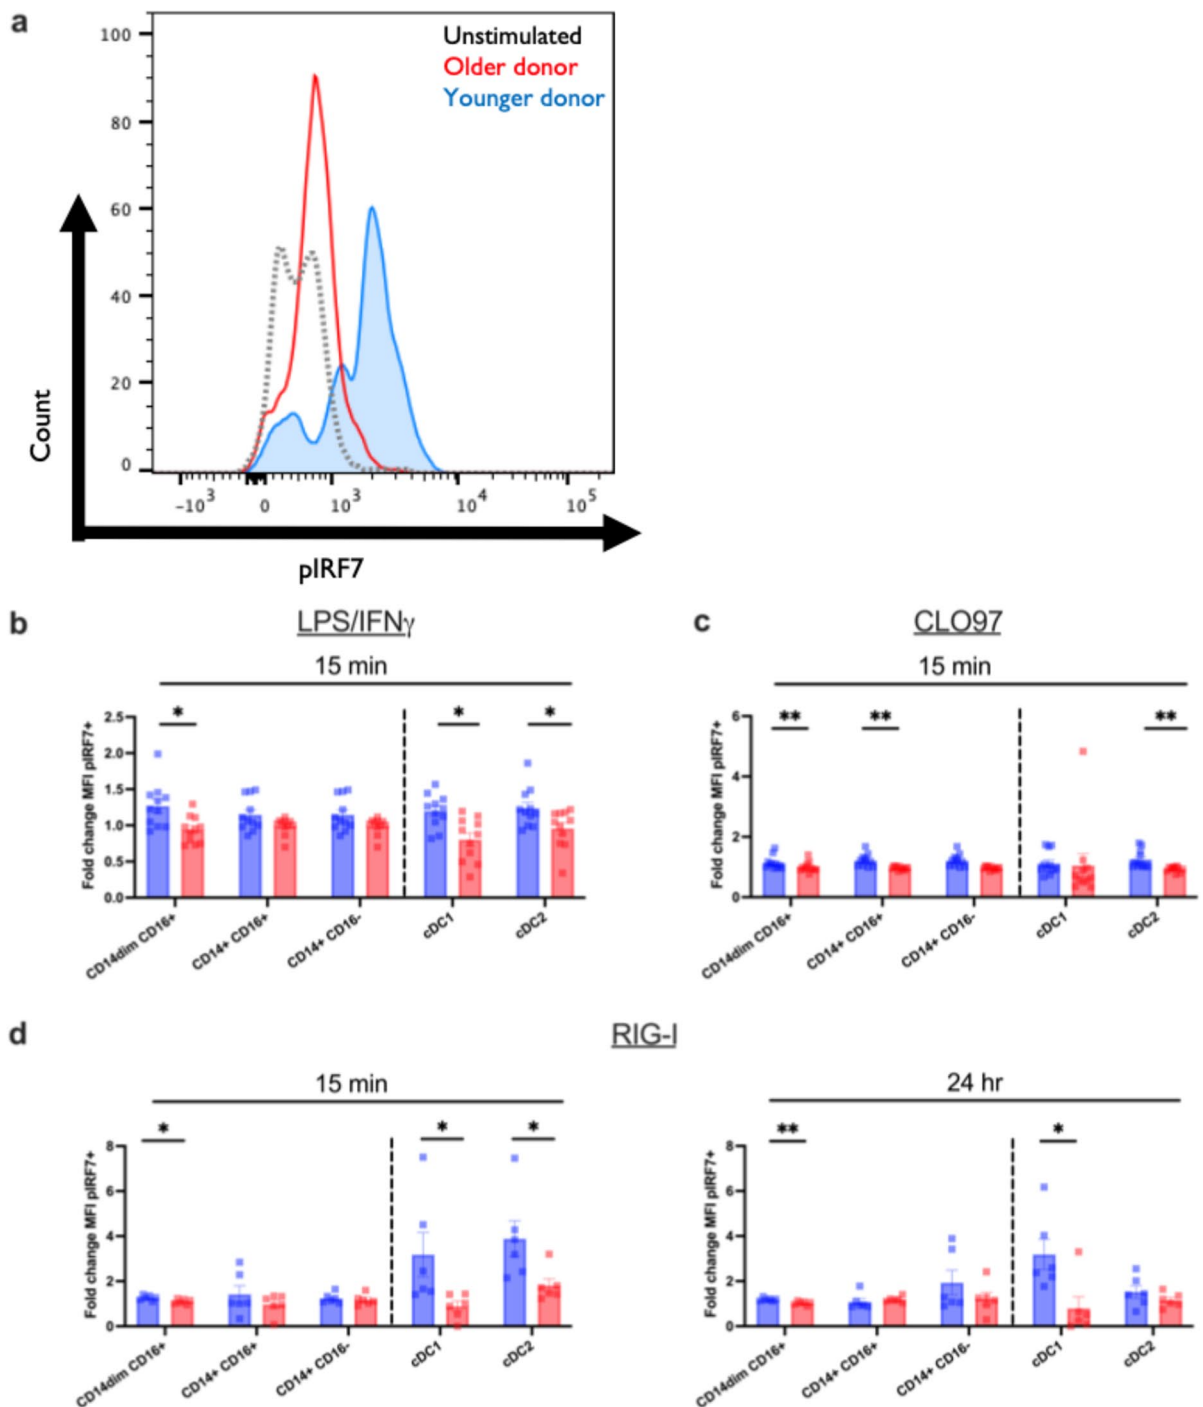 a
Unstimulated
Older donor
Younger donor
100
80
60
40
20
0
Count
-10^3 0 10^3 10^4 10^5
pIRF7
b
LPS/IFNγ
15 min
* * *
Fold change MFI pIRF7+
2.5
2.0
1.5
1.0
0.5
0.0
CD14dim CD16+ CD14+ CD16+ CD14+ CD16- cDC1 cDC2
c
CLO97
15 min
** ** **
Fold change MFI pIRF7+
6
4
2
0
CD14dim CD16+ CD14+ CD16+ CD14+ CD16- cDC1 cDC2
d
RIG-I
15 min
* * *
Fold change MFI pIRF7+
8
6
4
2
0
CD14dim CD16+ CD14+ CD16+ CD14+ CD16- cDC1 cDC2
24 hr
** *
Fold change MFI pIRF7+
8
6
4
2
0
CD14dim CD16+ CD14+ CD16+ CD14+ CD16- cDC1 cDC2